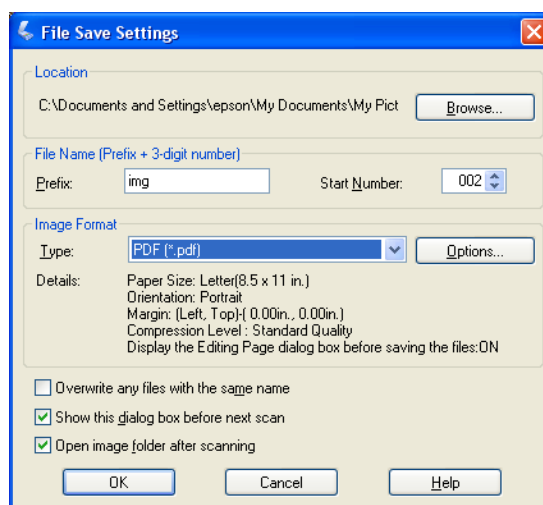 File Save Settings
Location
C:\Documents and Settings\epson\My Documents\My Pict Browse...
File Name (Prefix + 3-digit number)
Prefix: img Start Number: 002
Image Format
Type: PDF (*.pdf) Options...
Details: Paper Size: Letter(8.5 x 11 in.)
Orientation: Portrait
Margin: (Left, Top)-( 0.00in., 0.00in.)
Compression Level : Standard Quality
Display the Editing Page dialog box before saving the files:ON
Overwrite any files with the same name
Show this dialog box before next scan
Open image folder after scanning
OK Cancel Help